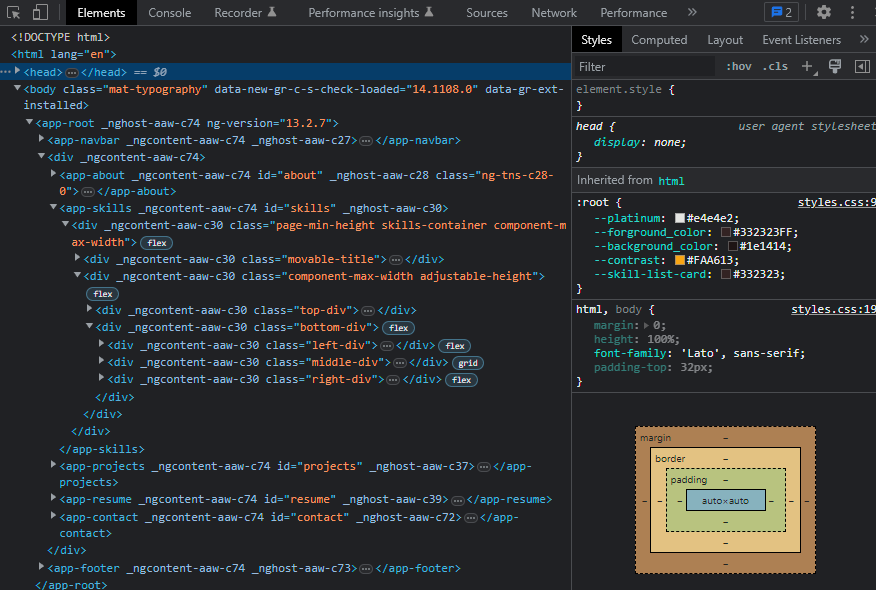 Elements Console Recorder Performance insights Sources Network Performance » 2
<!DOCTYPE html>
<html lang="en">
<head> … </head> == $0
<body class="mat-typography" data-new-gr-c-s-check-loaded="14.1108.0" data-gr-ext-
installed>
<app-root _nghost-aaw-c74 ng-version="13.2.7">
<app-navbar _ngcontent-aaw-c74 _nghost-aaw-c27> … </app-navbar>
<div _ngcontent-aaw-c74>
<app-about _ngcontent-aaw-c74 id="about" _nghost-aaw-c28 class="ng-tns-c28-
0"> … </app-about>
<app-skills _ngcontent-aaw-c74 id="skills" _nghost-aaw-c30>
<div _ngcontent-aaw-c30 class="page-min-height skills-container component-m
ax-width"> flex
<div _ngcontent-aaw-c30 class="movable-title"> … </div>
<div _ngcontent-aaw-c30 class="component-max-width adjustable-height">
flex
<div _ngcontent-aaw-c30 class="top-div"> … </div>
<div _ngcontent-aaw-c30 class="bottom-div"> flex
<div _ngcontent-aaw-c30 class="left-div"> … </div> flex
<div _ngcontent-aaw-c30 class="middle-div"> … </div> grid
<div _ngcontent-aaw-c30 class="right-div"> … </div> flex
</div>
</div>
</div>
</app-skills>
<app-projects _ngcontent-aaw-c74 id="projects" _nghost-aaw-c37> … </app-
projects>
<app-resume _ngcontent-aaw-c74 id="resume" _nghost-aaw-c39> … </app-resume>
<app-contact _ngcontent-aaw-c74 id="contact" _nghost-aaw-c72> … </app-
contact>
</div>
<app-footer _ngcontent-aaw-c74 _nghost-aaw-c73> … </app-footer>
</app-root>
Styles Computed Layout Event Listeners »
Filter :hov .cls +
element.style {
}
head { user agent stylesheet
display: none;
}
Inherited from html
:root { styles.css:9
--platinum: #e4e4e2;
--forground_color: #332323FF;
--background_color: #1e1414;
--contrast: #FAA613;
--skill-list-card: #332323;
}
html, body { styles.css:19
margin: 0;
height: 100%;
font-family: 'Lato', sans-serif;
padding-top: 32px;
}
margin –
border –
padding –
– – – auto×auto – – –
–
–
–